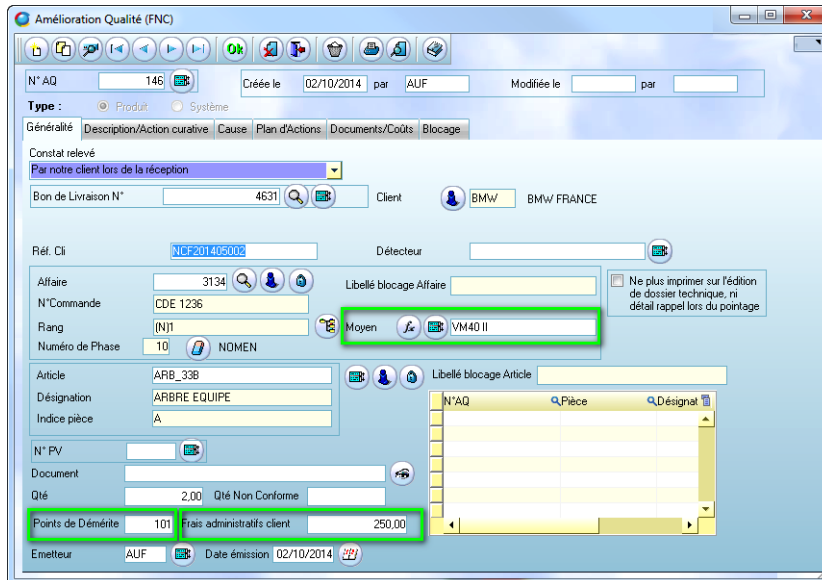 Amélioration Qualité (FNC)
Ok
N° AQ 146 Créée le 02/10/2014 par AUF Modifiée le par
Type : Produit Système
Généralité Description/Action curative Cause Plan d'Actions Documents/Coûts Blocage
Constat relevé
Par notre client lors de la réception
Bon de Livraison N° 4631 Client BMW BMW FRANCE
Réf. Cli NCF201405002 Détecteur
Affaire 3134 Libellé blocage Affaire
Ne plus imprimer sur l'édition
de dossier technique, ni
détail rappel lors du pointage
N°Commande CDE 1236
Rang (N)1 Moyen fx VM40 II
Numéro de Phase 10 NOMEN
Article ARB_33B Libellé blocage Article
Désignation ARBRE EQUIPE
Indice pièce A
N°AQ Pièce Désignat
N° PV
Document
Qté 2,00 Qté Non Conforme
Points de Démérite 101 Frais administratifs client 250,00
Emetteur AUF Date émission 02/10/2014